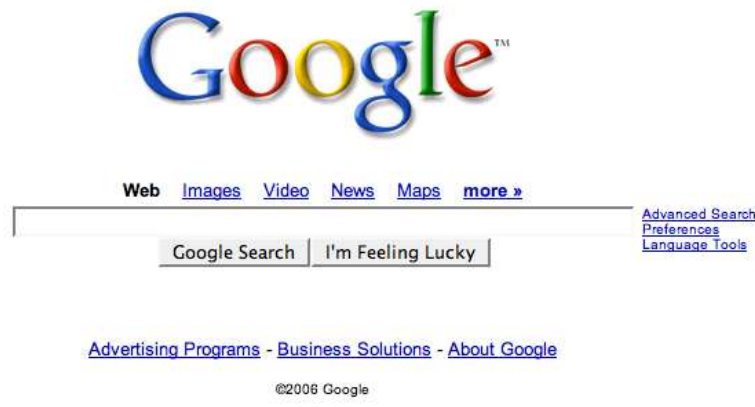 Google™
Web Images Video News Maps more »
Advanced Search
Preferences
Language Tools
Google Search I'm Feeling Lucky
Advertising Programs - Business Solutions - About Google
©2006 Google